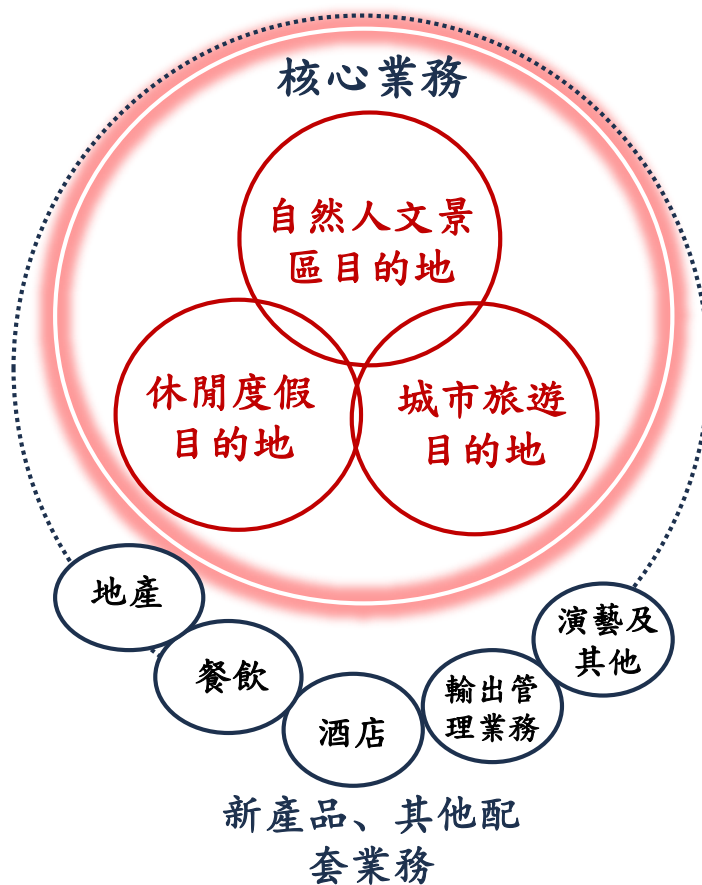 核心業務
自然人文景
區目的地
休閒度假
目的地
城市旅遊
目的地
地產
餐飲
酒店
輸出管
理業務
演藝及
其他
新產品、其他配
套業務